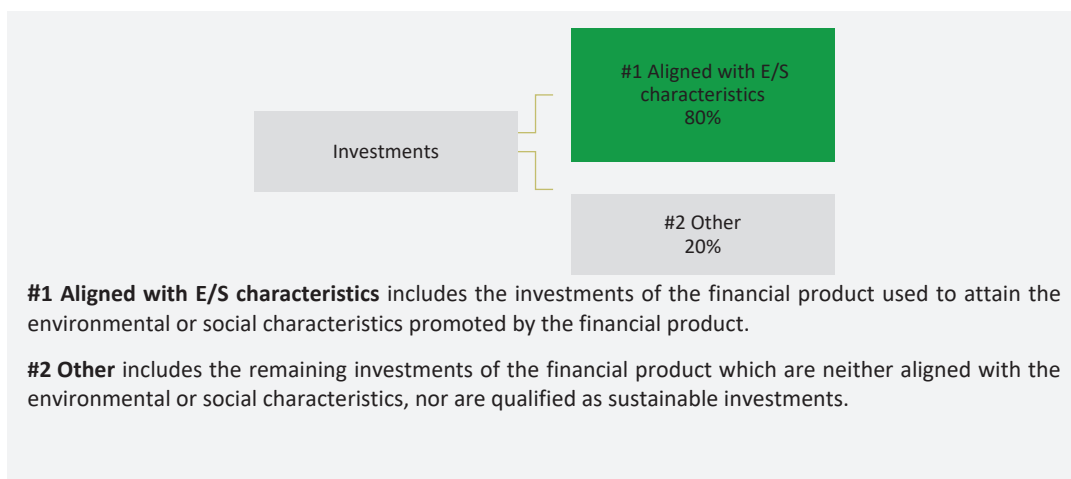 #1 Aligned with E/S
characteristics
80%
Investments
#2 Other
20%
#1 Aligned with E/S characteristics includes the investments of the financial product used to attain the
environmental or social characteristics promoted by the financial product.
#2 Other includes the remaining investments of the financial product which are neither aligned with the
environmental or social characteristics, nor are qualified as sustainable investments.